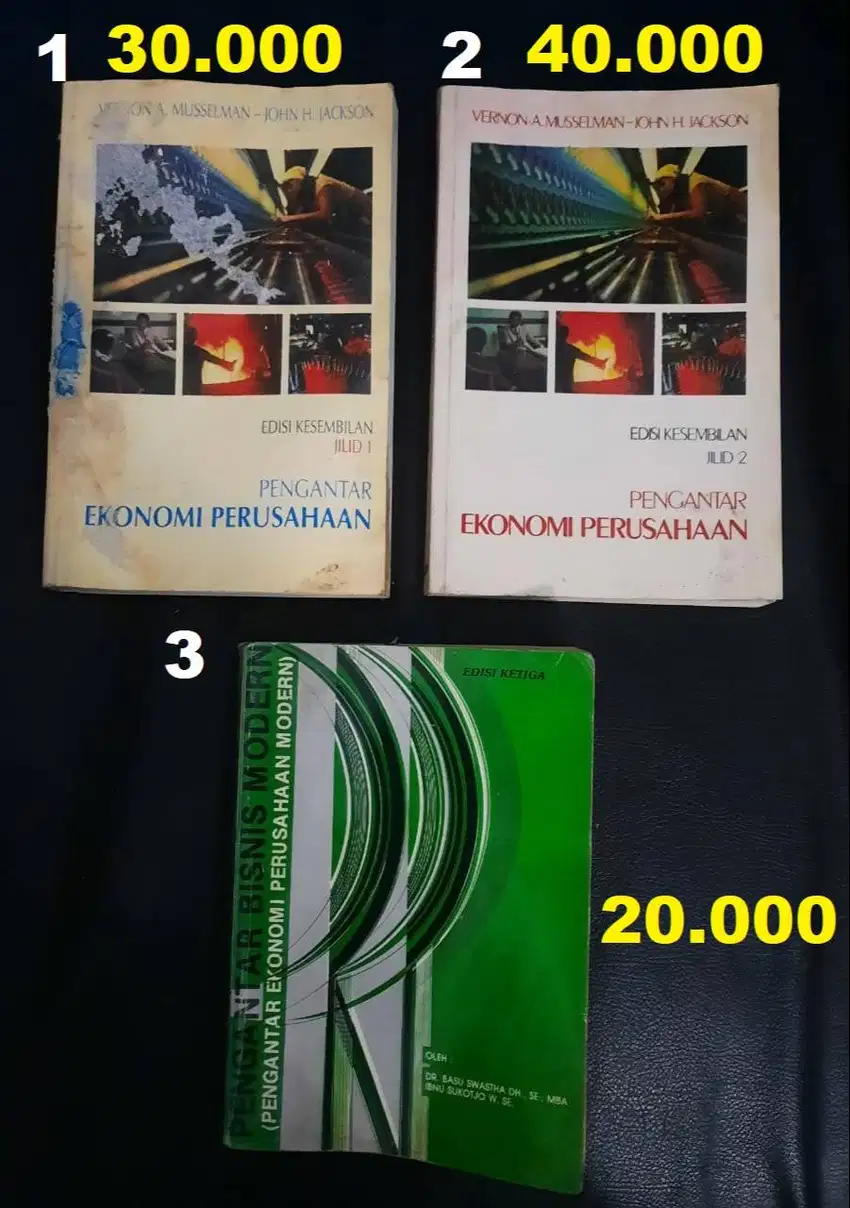 1 30.000
VERNON A. MUSSELMAN – JOHN H. JACKSON
EDISI KESEMBILAN
JILID 1
PENGANTAR
EKONOMI PERUSAHAAN
2 40.000
VERNON A. MUSSELMAN – JOHN H. JACKSON
EDISI KESEMBILAN
JILID 2
PENGANTAR
EKONOMI PERUSAHAAN
3
PENGANTAR BISNIS MODERN
(PENGANTAR EKONOMI PERUSAHAAN MODERN)
EDISI KETIGA
20.000
OLEH :
DR. BASU SWASTHA DH., SE., MBA
IBNU SUKOTJO W. SE.